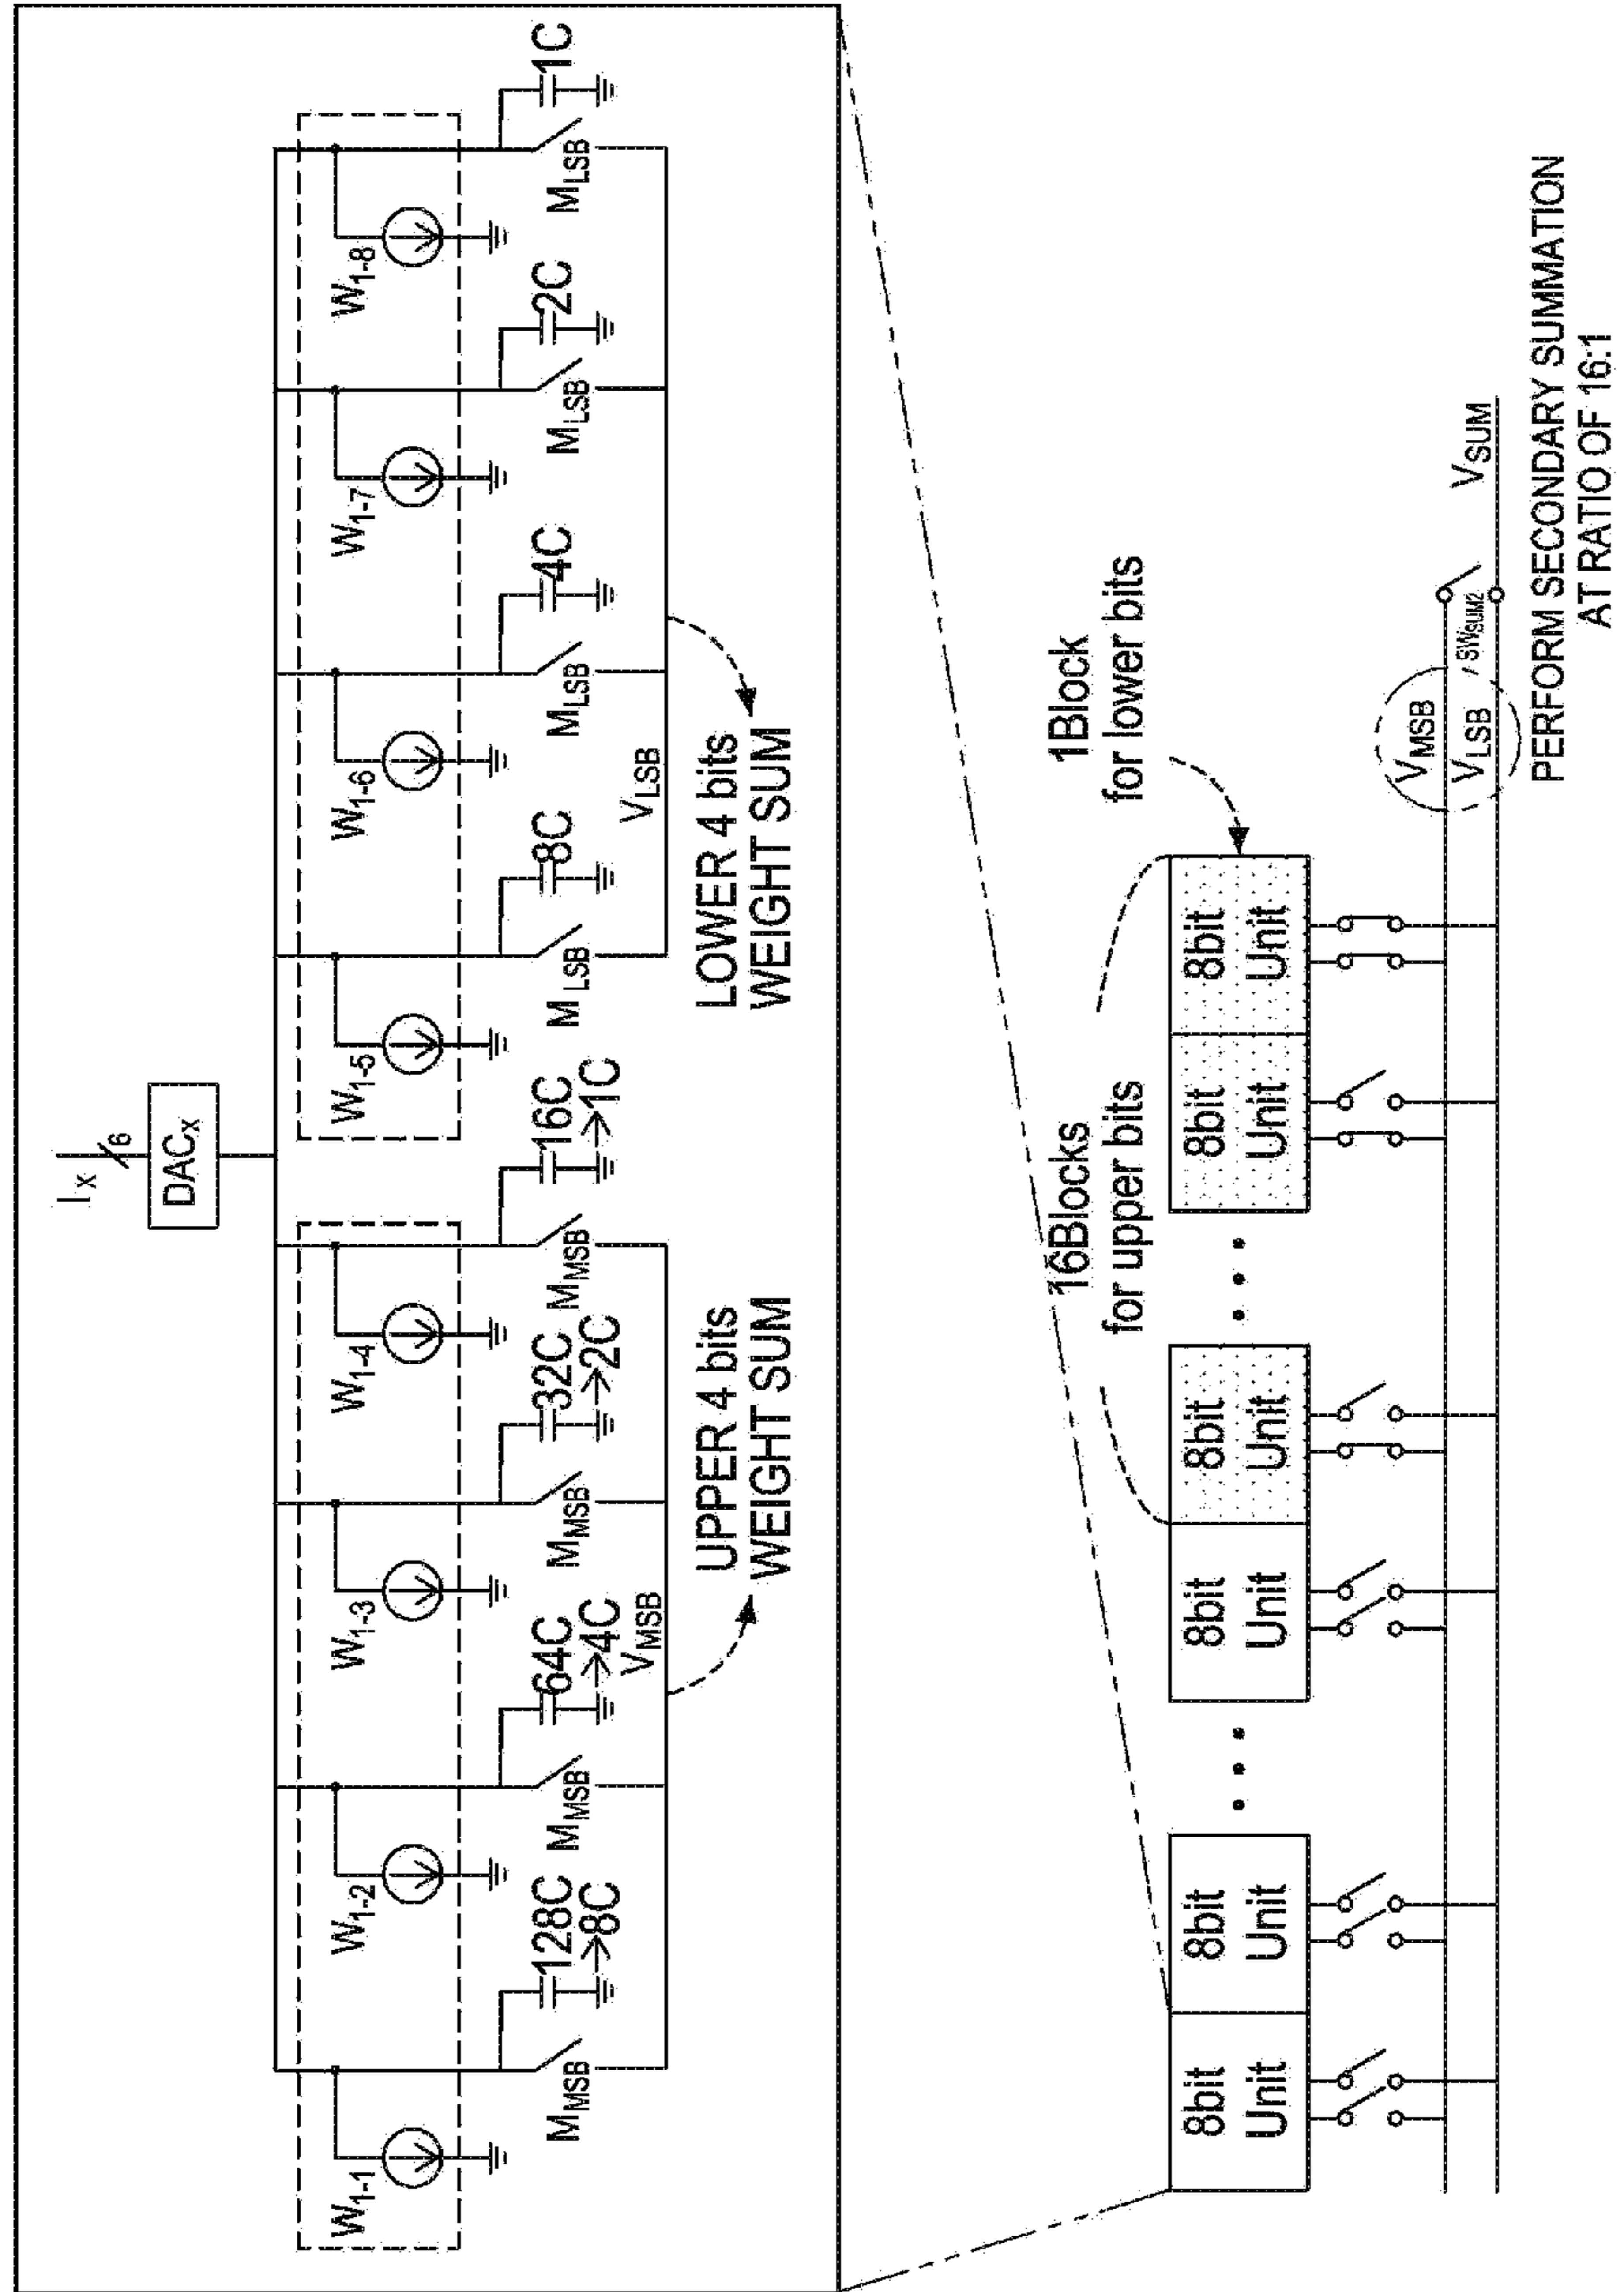 I_X
6
DAC_X
W_1-1
W_1-2
W_1-3
W_1-4
W_1-5
W_1-6
W_1-7
W_1-8
128C
→8C
64C
→4C
32C
→2C
16C
→1C
8C
4C
2C
1C
M_MSB
M_MSB
M_MSB
M_MSB
M_LSB
M_LSB
M_LSB
M_LSB
V_MSB
V_LSB
UPPER 4 bits
WEIGHT SUM
LOWER 4 bits
WEIGHT SUM
16Blocks
for upper bits
1Block
for lower bits
8bit
Unit
8bit
Unit
8bit
Unit
8bit
Unit
8bit
Unit
8bit
Unit
V_MSB
V_LSB
SW_SUM2
V_SUM
PERFORM SECONDARY SUMMATION
AT RATIO OF 16:1